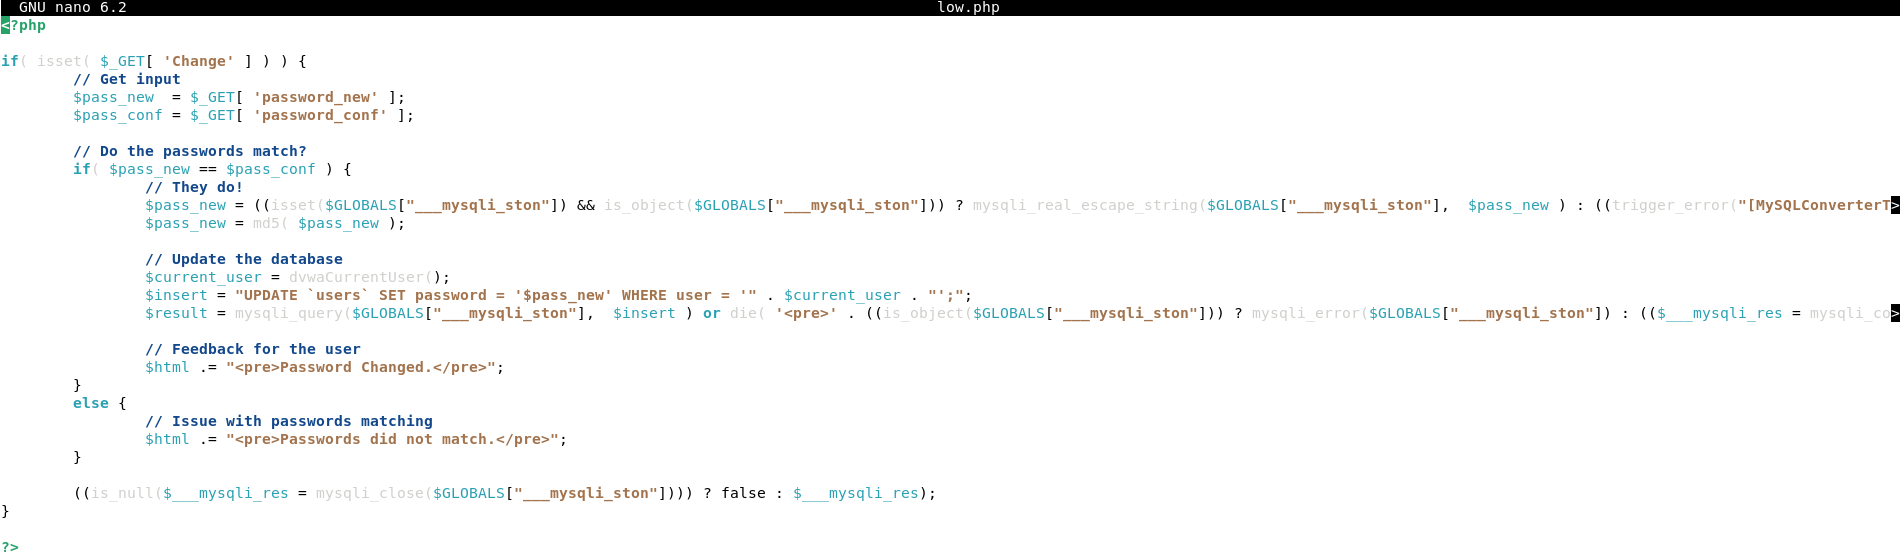 GNU nano 6.2 low.php
<?php
if( isset( $_GET[ 'Change' ] ) ) {
// Get input
$pass_new  = $_GET[ 'password_new' ];
$pass_conf = $_GET[ 'password_conf' ];
// Do the passwords match?
if( $pass_new == $pass_conf ) {
// They do!
$pass_new = ((isset($GLOBALS["___mysqli_ston"]) && is_object($GLOBALS["___mysqli_ston"])) ? mysqli_real_escape_string($GLOBALS["___mysqli_ston"],  $pass_new ) : ((trigger_error("[MySQLConverterT>
$pass_new = md5( $pass_new );
// Update the database
$current_user = dvwaCurrentUser();
$insert = "UPDATE `users` SET password = '$pass_new' WHERE user = '" . $current_user . "';";
$result = mysqli_query($GLOBALS["___mysqli_ston"],  $insert ) or die( '<pre>' . ((is_object($GLOBALS["___mysqli_ston"])) ? mysqli_error($GLOBALS["___mysqli_ston"]) : (($___mysqli_res = mysqli_co>
// Feedback for the user
$html .= "<pre>Password Changed.</pre>";
}
else {
// Issue with passwords matching
$html .= "<pre>Passwords did not match.</pre>";
}
((is_null($___mysqli_res = mysqli_close($GLOBALS["___mysqli_ston"]))) ? false : $___mysqli_res);
}
?>